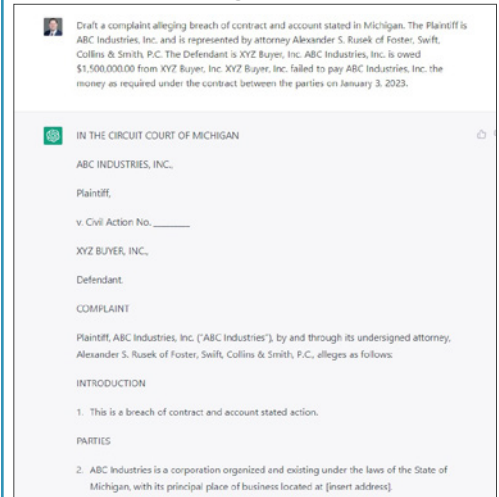 Draft a complaint alleging breach of contract and account stated in Michigan. The Plaintiff is
ABC Industries, Inc. and is represented by attorney Alexander S. Rusek of Foster, Swift,
Collins & Smith, P.C. The Defendant is XYZ Buyer, Inc. ABC Industries, Inc. is owed
$1,500,000.00 from XYZ Buyer, Inc. XYZ Buyer, Inc. failed to pay ABC Industries, Inc. the
money as required under the contract between the parties on January 3, 2023.
IN THE CIRCUIT COURT OF MICHIGAN
ABC INDUSTRIES, INC.,
Plaintiff,
v. Civil Action No. _______
XYZ BUYER, INC.,
Defendant.
COMPLAINT
Plaintiff, ABC Industries, Inc. ("ABC Industries"), by and through its undersigned attorney,
Alexander S. Rusek of Foster, Swift, Collins & Smith, P.C., alleges as follows:
INTRODUCTION
1. This is a breach of contract and account stated action.
PARTIES
2. ABC Industries is a corporation organized and existing under the laws of the State of
Michigan, with its principal place of business located at [insert address].